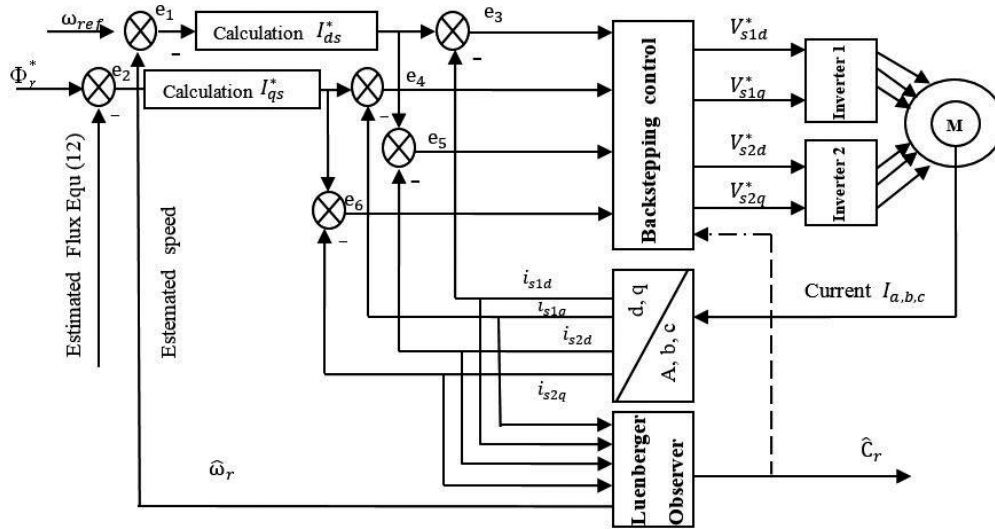 ω_ref
e₁
Calculation I*_ds
e₃
Φ*_r
e₂
Calculation I*_qs
e₄
e₅
e₆
-
-
-
-
-
-
Backstepping control
V*_s1d
V*_s1q
V*_s2d
V*_s2q
Inverter 1
Inverter 2
M
Estimated Flux Equ (12)
Estemated speed
i_s1d
i_s1q
i_s2d
i_s2q
d, q
A, b, c
Current I_a,b,c
Luenberger
Observer
ω̂_r
Ĉ_r